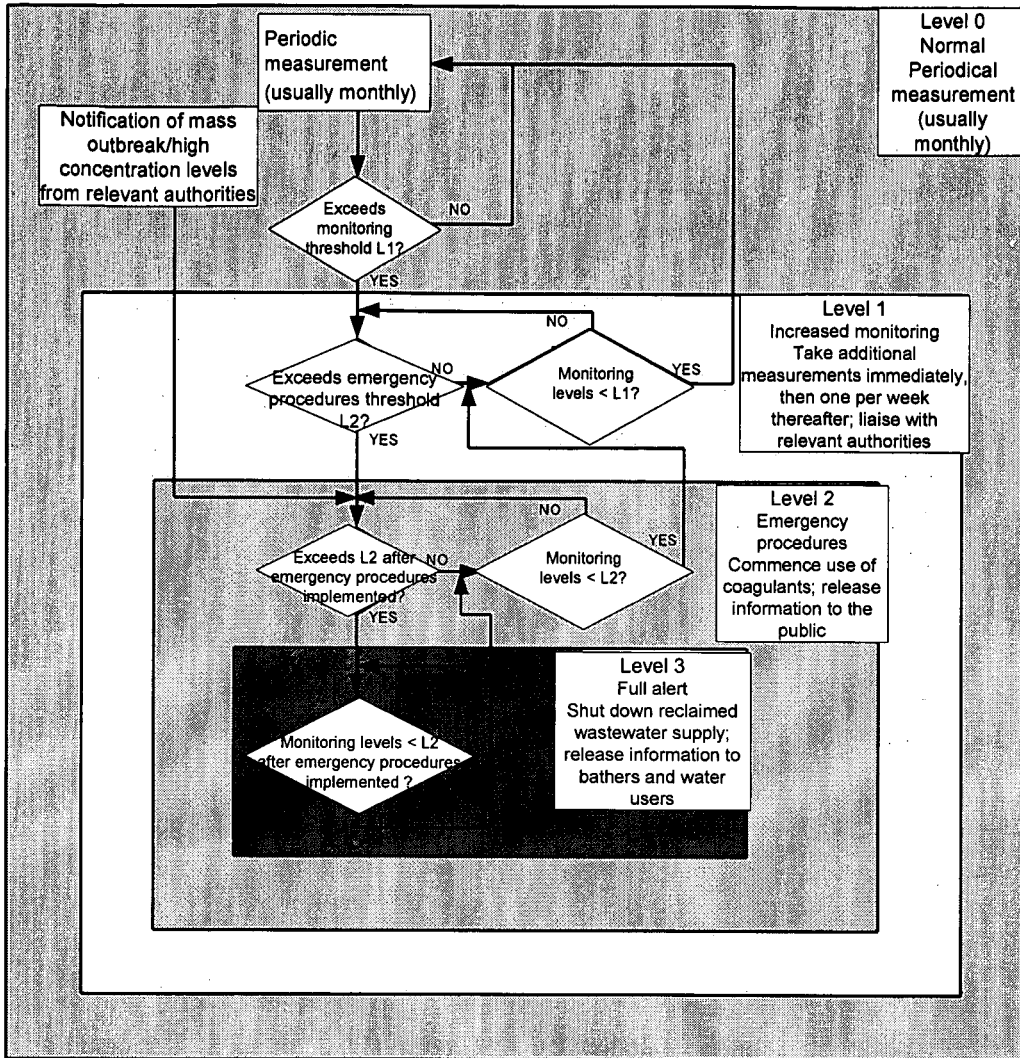 Periodic
measurement
(usually monthly)
Level 0
Normal
Periodical
measurement
(usually
monthly)
Notification of mass
outbreak/high
concentration levels
from relevant authorities
Exceeds
monitoring
threshold L1?
NO
YES
Level 1
Increased monitoring
Take additional
measurements immediately,
then one per week
thereafter; liaise with
relevant authorities
NO
Exceeds emergency
procedures threshold
L2?
NO
YES
Monitoring
levels < L1?
YES
Level 2
Emergency
procedures
Commence use of
coagulants; release
information to the
public
NO
Exceeds L2 after
emergency procedures
implemented?
NO
YES
Monitoring
levels < L2?
YES
Level 3
Full alert
Shut down reclaimed
wastewater supply;
release information to
bathers and water
users
Monitoring levels < L2
after emergency procedures
implemented ?